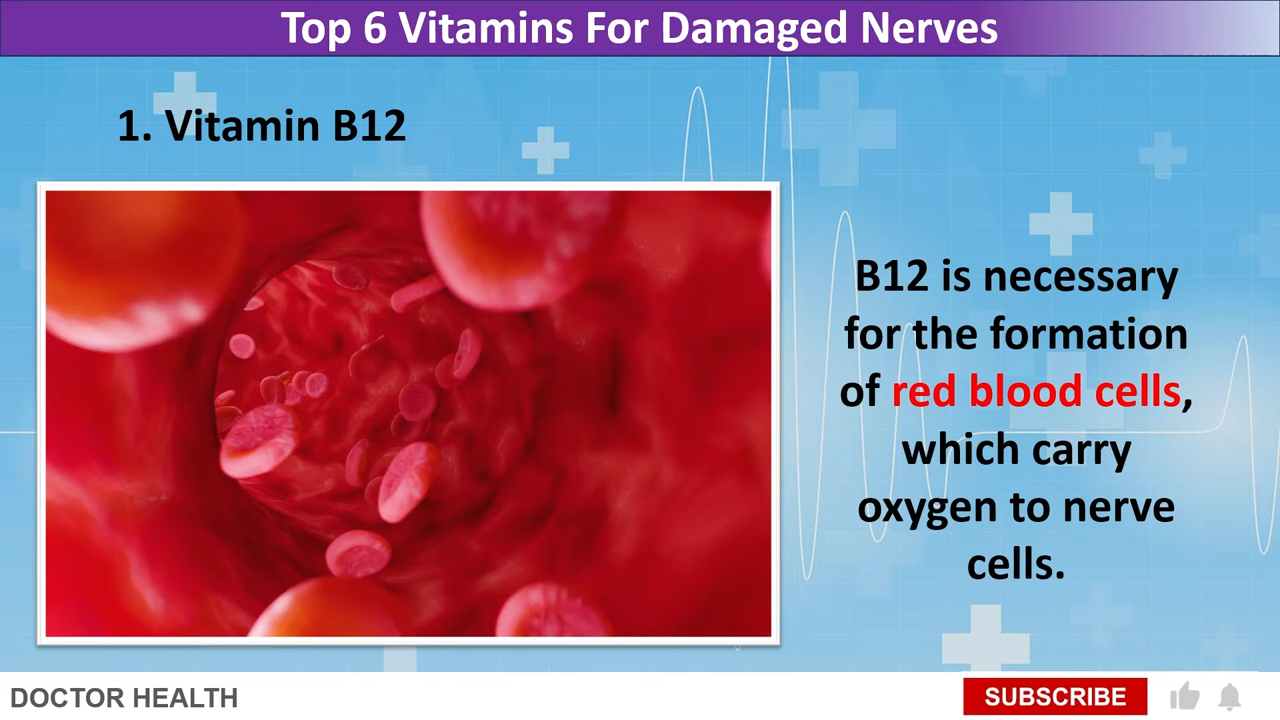 Top 6 Vitamins For Damaged Nerves
1. Vitamin B12
B12 is necessary
for the formation
of red blood cells,
which carry
oxygen to nerve
cells.
DOCTOR HEALTH
SUBSCRIBE